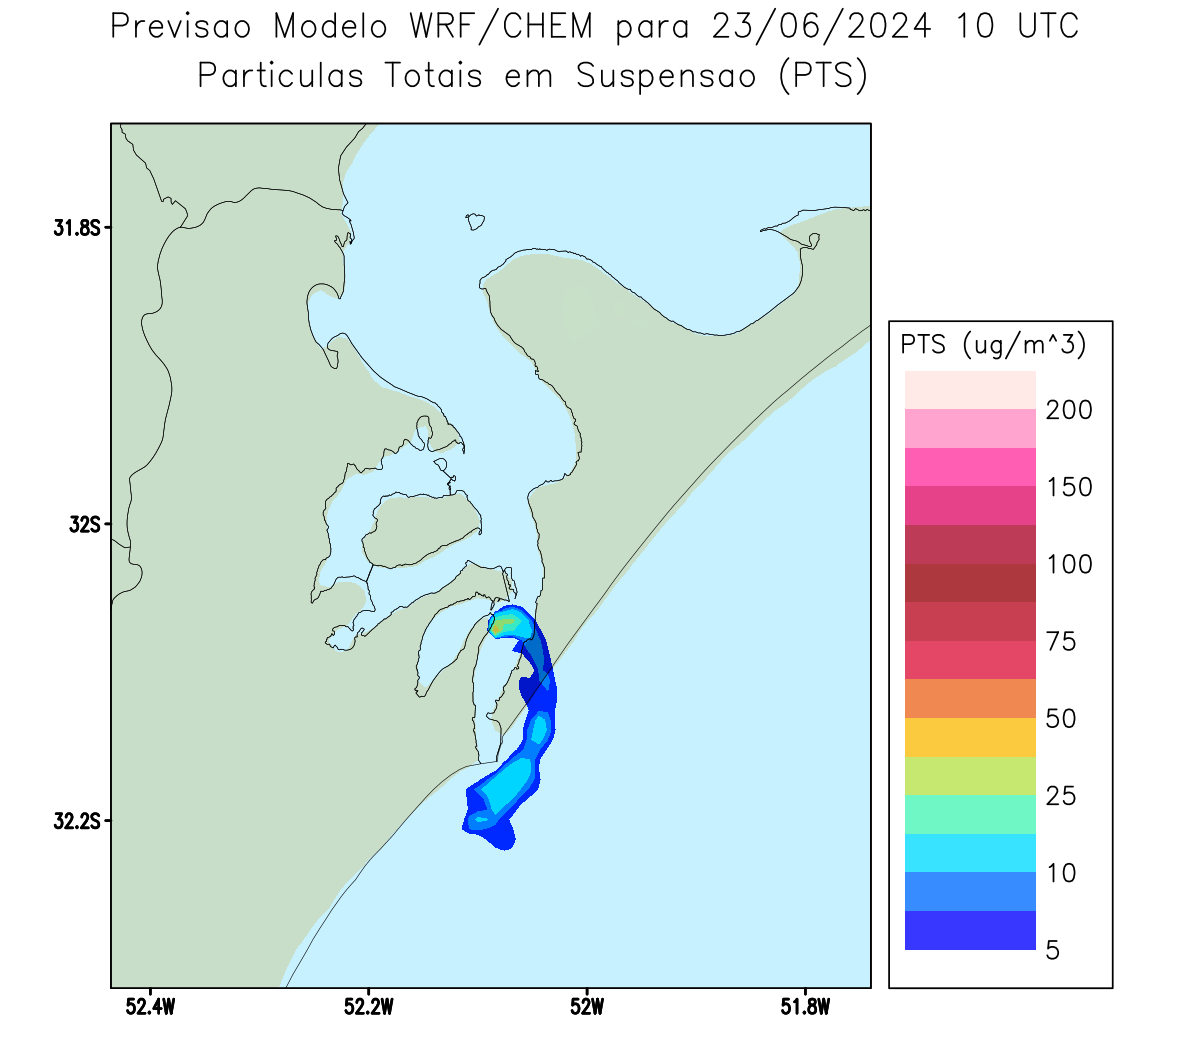 Previsao Modelo WRF/CHEM para 23/06/2024 10 UTC
Particulas Totais em Suspensao (PTS)
31.8S
32S
32.2S
52.4W
52.2W
52W
51.8W
PTS (ug/m^3)
200
150
100
75
50
25
10
5